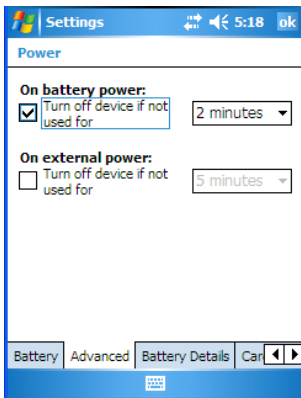 Settings 5:18 ok
Power
On battery power:
Turn off device if not
used for
2 minutes
On external power:
Turn off device if not
used for
5 minutes
Battery Advanced Battery Details Car